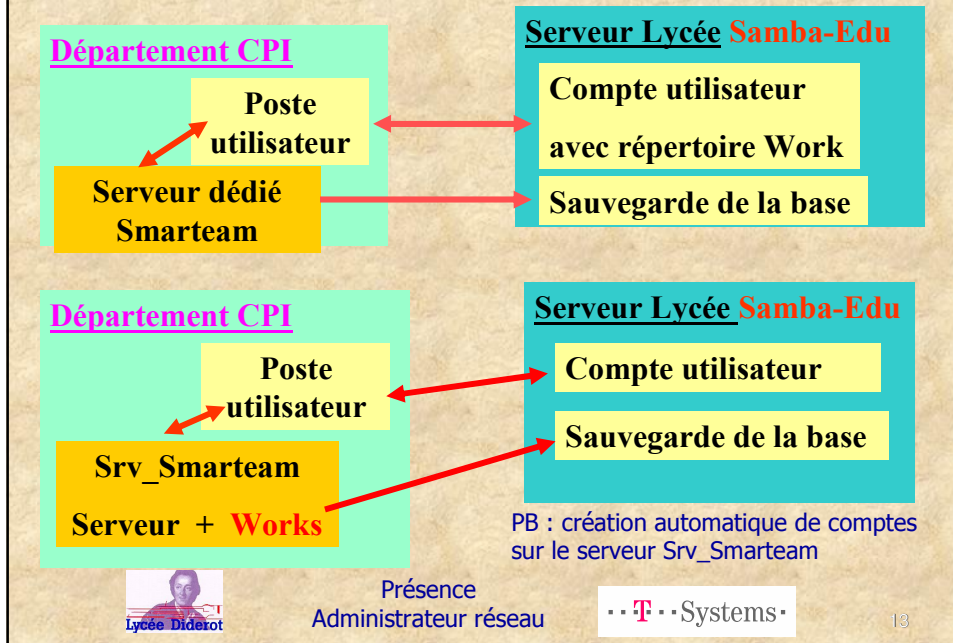 Département CPI
Poste
utilisateur
Serveur dédié
Smarteam
Serveur Lycée Samba-Edu
Compte utilisateur
avec répertoire Work
Sauvegarde de la base
Département CPI
Poste
utilisateur
Srv_Smarteam
Serveur + Works
Serveur Lycée Samba-Edu
Compte utilisateur
Sauvegarde de la base
PB : création automatique de comptes
sur le serveur Srv_Smarteam
Lycée Diderot
Présence
Administrateur réseau
···T···Systems·
13